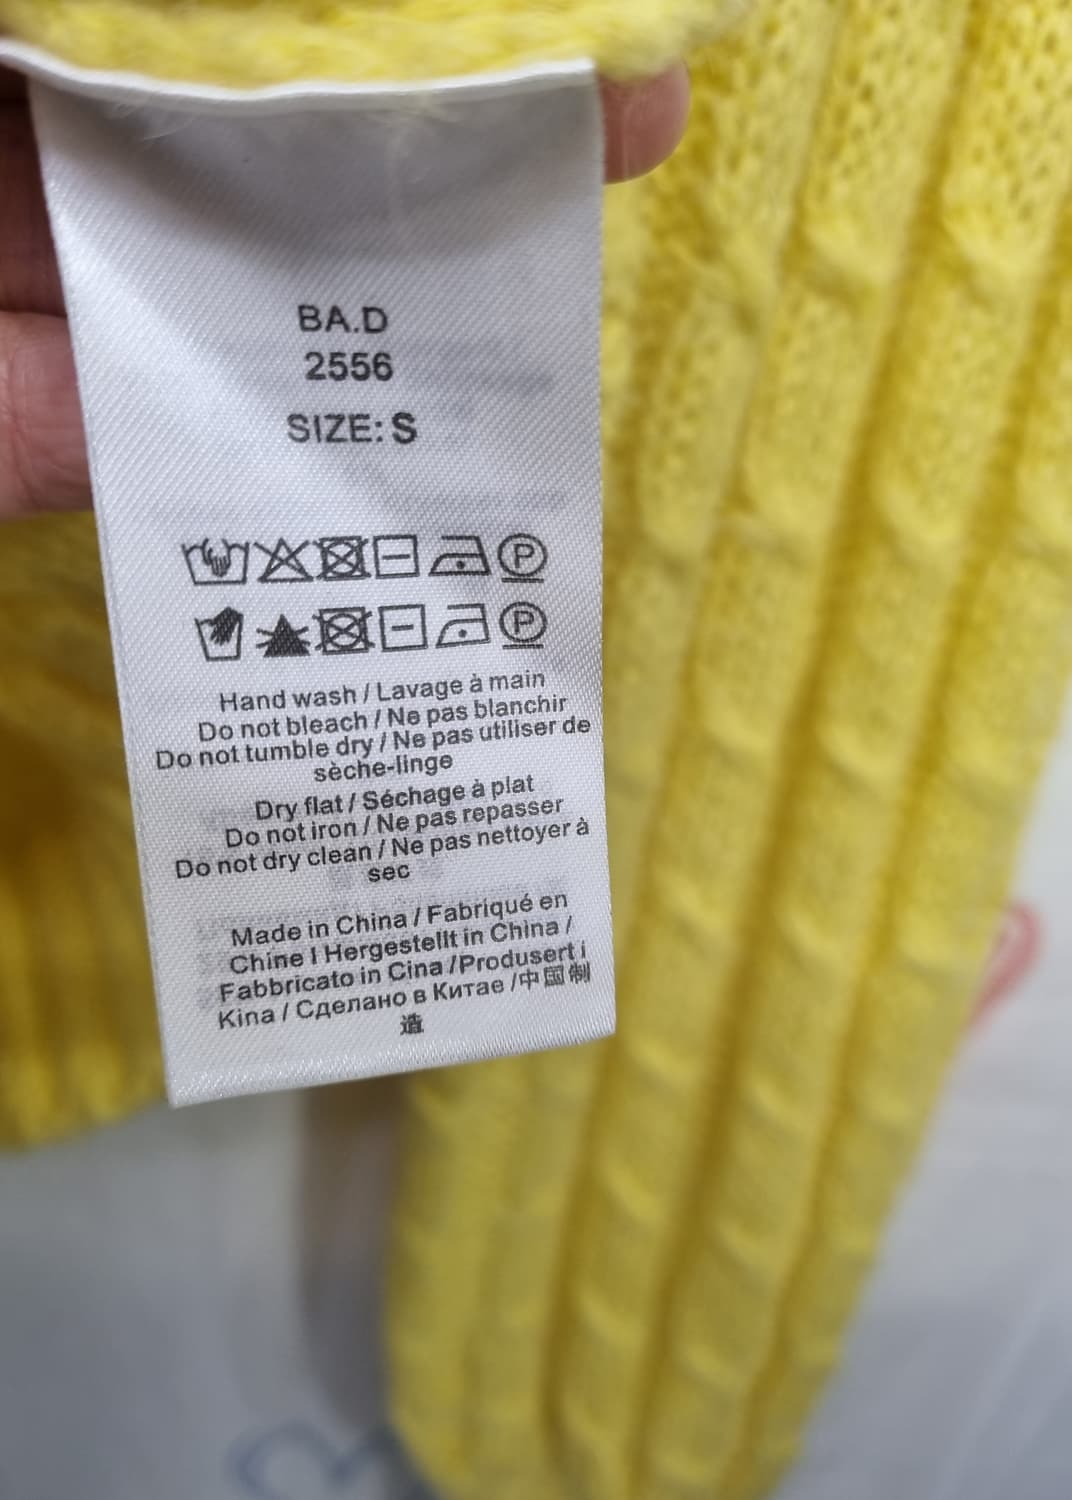 BA.D
2556
SIZE: S
P
P
Hand wash / Lavage à main
Do not bleach / Ne pas blanchir
Do not tumble dry / Ne pas utiliser de
sèche-linge
Dry flat / Séchage à plat
Do not iron / Ne pas repasser
Do not dry clean / Ne pas nettoyer à
sec
Made in China / Fabriqué en
Chine I Hergestellt in China /
Fabbricato in Cina /Produsert i
Kina / Сделано в Китае /中国制
造